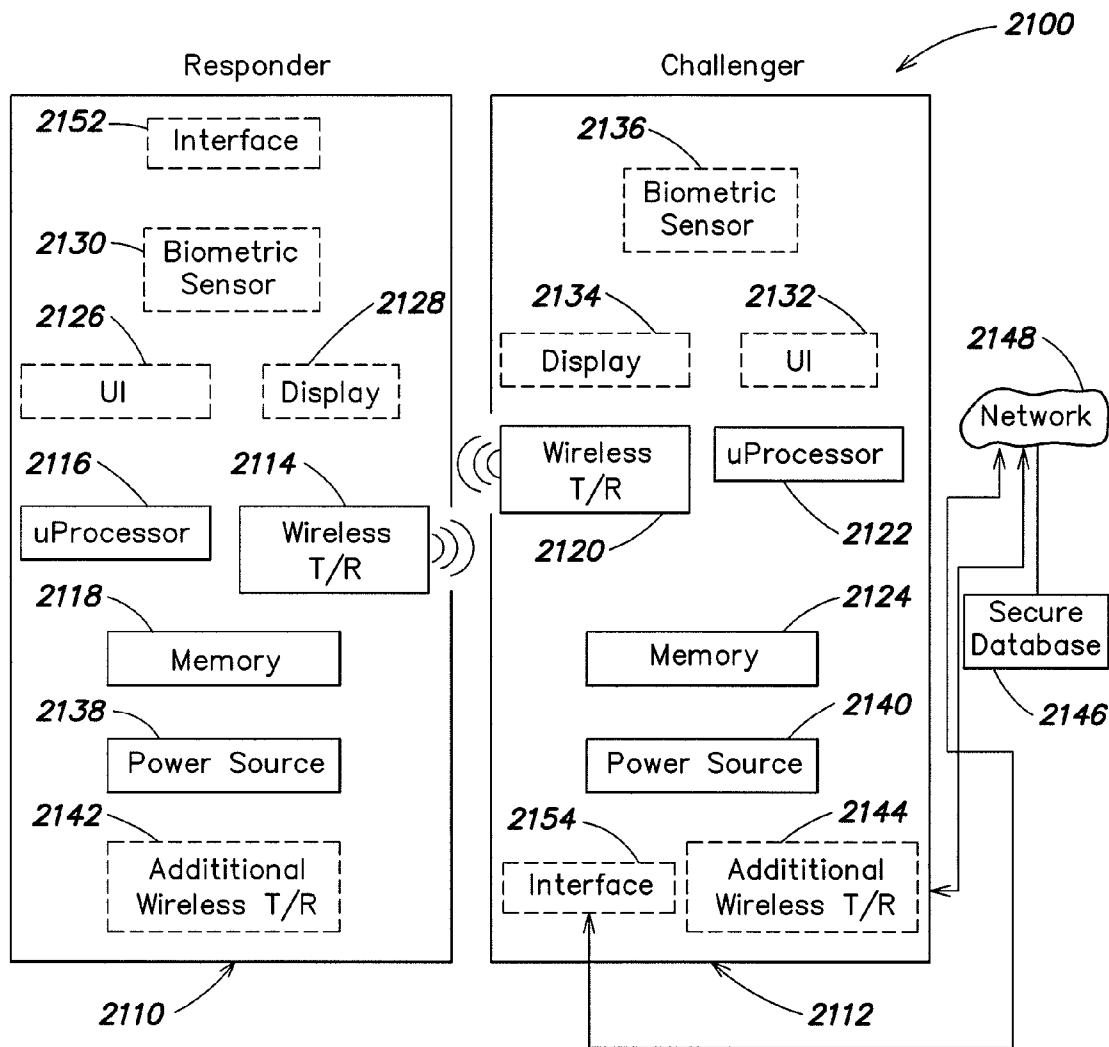 2100
Responder
Challenger
2152
Interface
2130
Biometric
Sensor
2126
UI
2128
Display
2116
uProcessor
2114
Wireless
T/R
2118
Memory
2138
Power Source
2142
Addititional
Wireless T/R
2110
2136
Biometric
Sensor
2134
Display
2132
UI
Wireless
T/R
2120
uProcessor
2122
2124
Memory
2140
Power Source
2154
Interface
2144
Addititional
Wireless T/R
2112
2148
Network
Secure
Database
2146